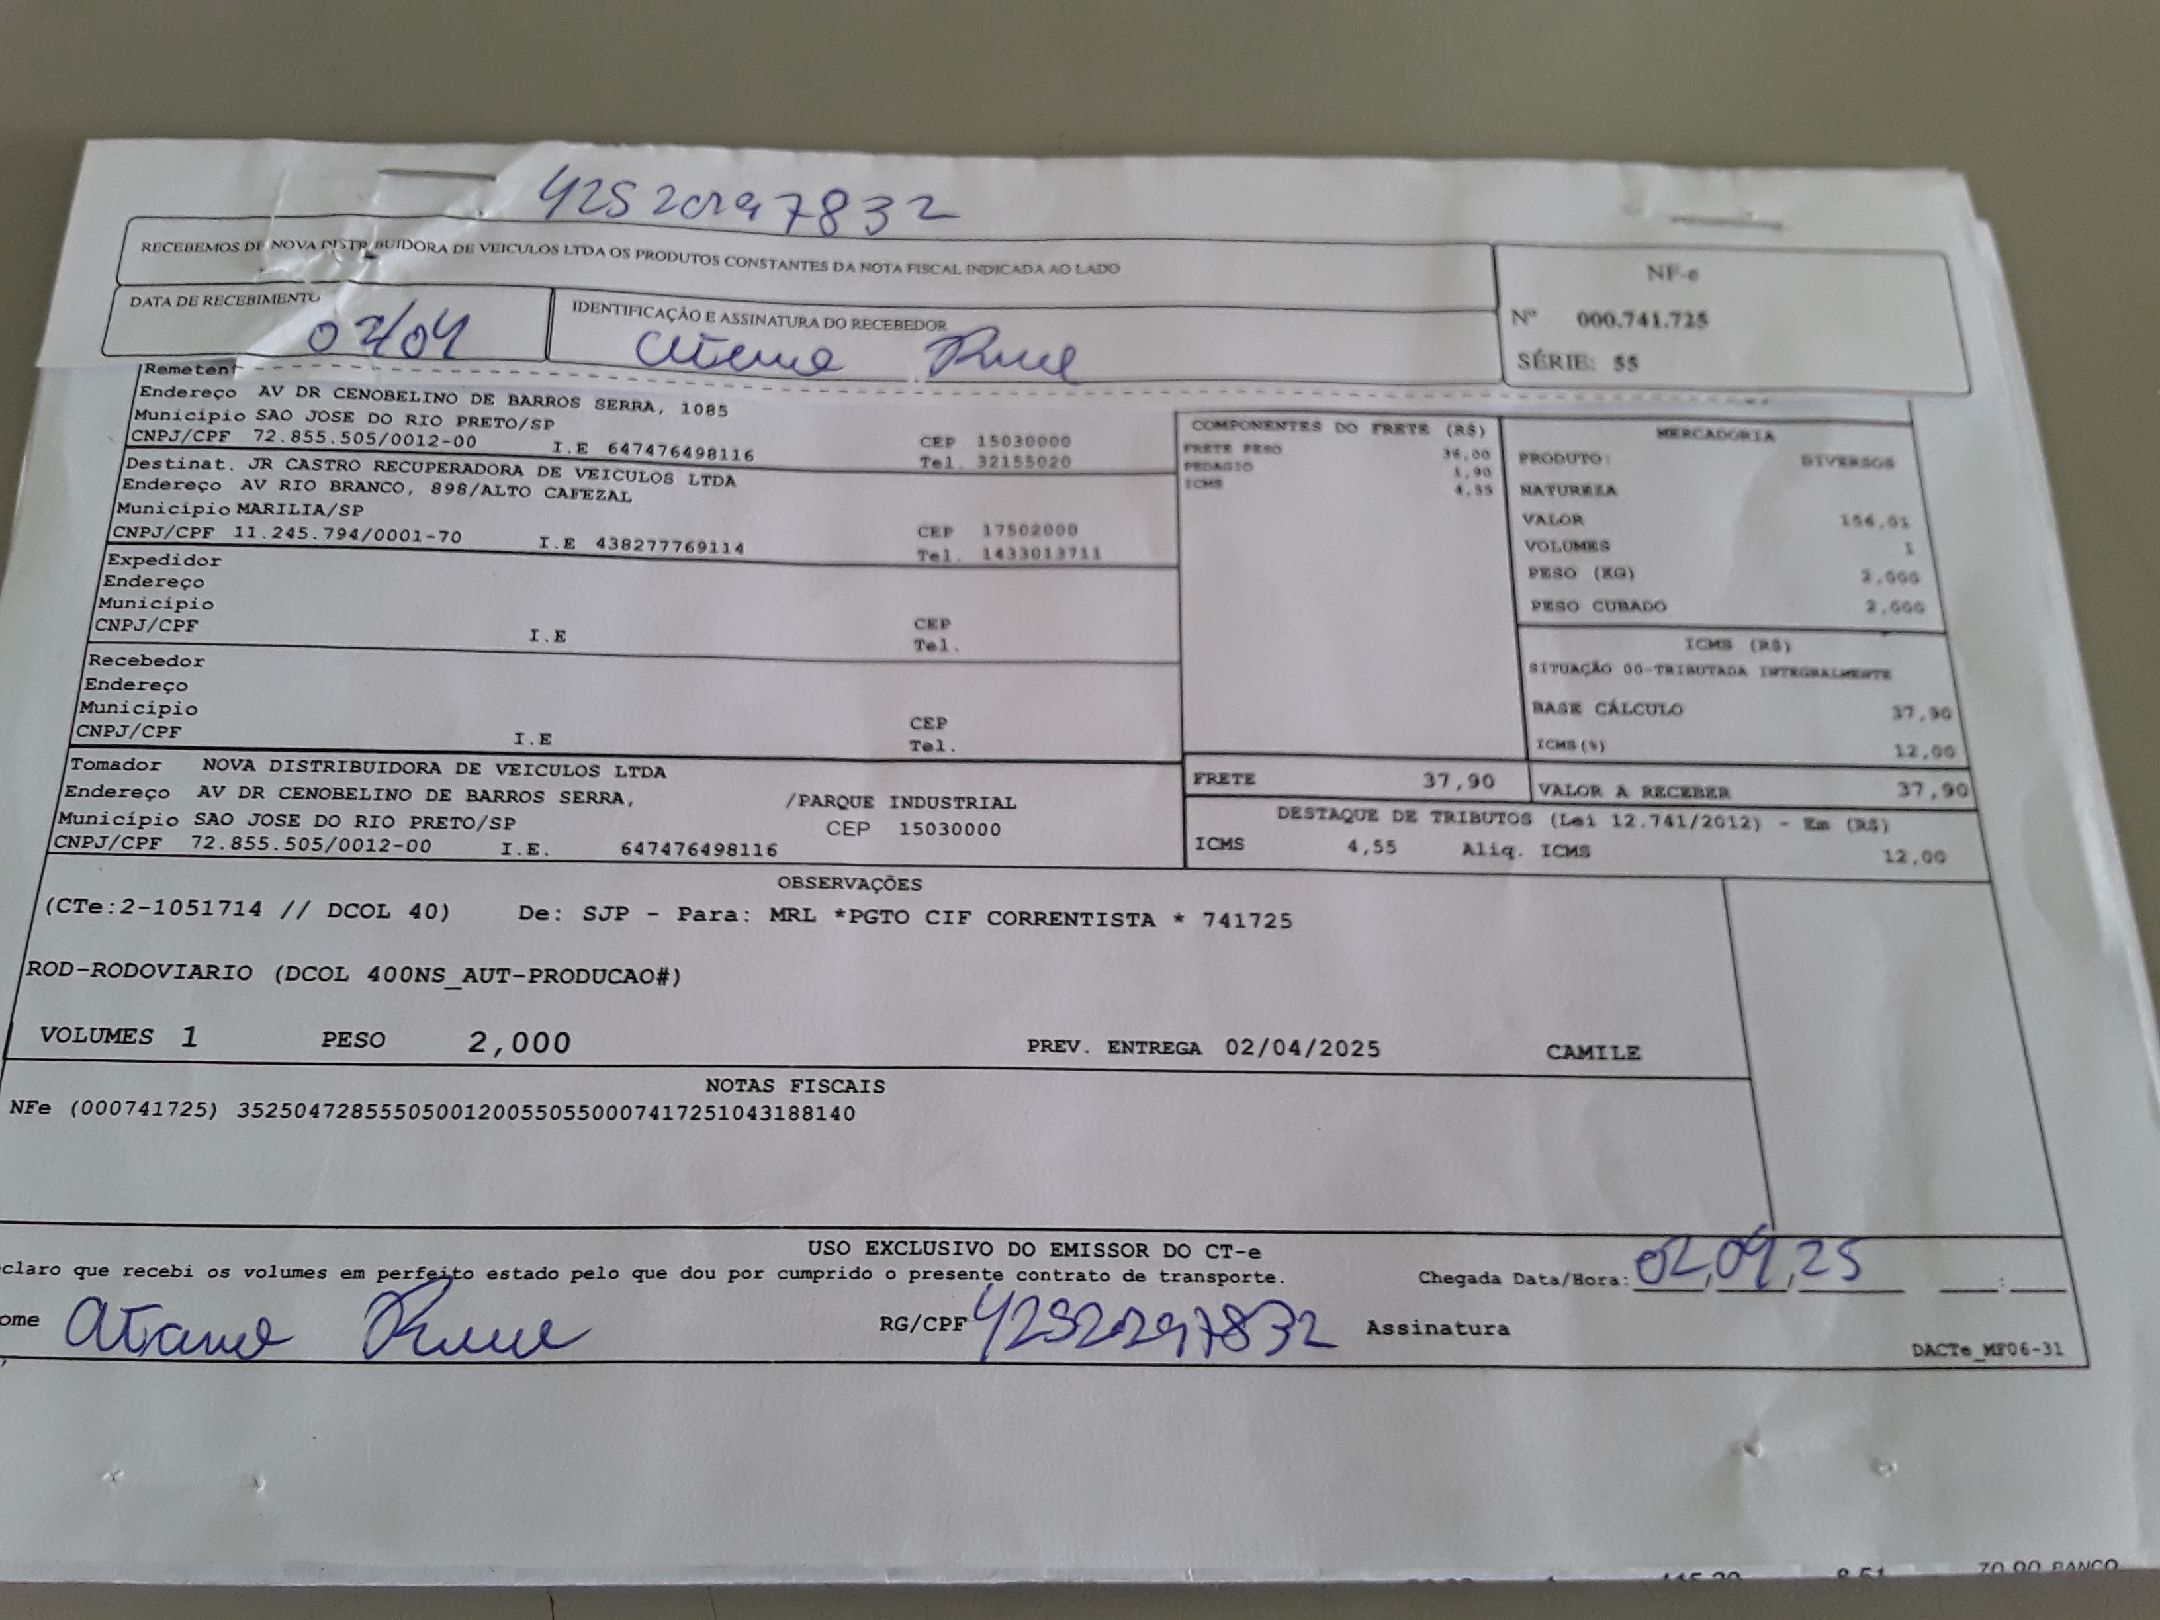 RECEBEMOS DE NOVA DISTRIBUIDORA DE VEICULOS LTDA OS PRODUTOS CONSTANTES DA NOTA FISCAL INDICADA AO LADO
NF-e
Nº 000.741.725
SÉRIE: 55
DATA DE RECEBIMENTO
02/04
IDENTIFICAÇÃO E ASSINATURA DO RECEBEDOR
Remetent
Endereço AV DR CENOBELINO DE BARROS SERRA, 1085
Município SAO JOSE DO RIO PRETO/SP
CEP 15030000
CNPJ/CPF 72.855.505/0012-00 I.E 647476498116
Tel. 32155020
Destinat. JR CASTRO RECUPERADORA DE VEICULOS LTDA
Endereço AV RIO BRANCO, 898/ALTO CAFEZAL
Município MARILIA/SP
CEP 17502000
CNPJ/CPF 11.245.794/0001-70 I.E 438277769114
Tel. 1433013711
Expedidor
Endereço
Município
CEP
CNPJ/CPF I.E
Tel.
Recebedor
Endereço
Município
CEP
CNPJ/CPF I.E
Tel.
Tomador NOVA DISTRIBUIDORA DE VEICULOS LTDA
Endereço AV DR CENOBELINO DE BARROS SERRA, /PARQUE INDUSTRIAL
Município SAO JOSE DO RIO PRETO/SP CEP 15030000
CNPJ/CPF 72.855.505/0012-00 I.E. 647476498116
COMPONENTES DO FRETE (R$)
FRETE PESO 36,00
PEDAGIO 1,90
ICMS 4,55
FRETE 37,90
MERCADORIA
PRODUTO: DIVERSOS
NATUREZA
VALOR
VOLUMES 1
PESO (KG) 2,000
PESO CUBADO 2,000
ICMS (R$)
SITUAÇÃO 00-TRIBUTADA INTEGRALMENTE
BASE CÁLCULO 37,90
ICMS(%) 12,00
VALOR A RECEBER 37,90
DESTAQUE DE TRIBUTOS (Lei 12.741/2012) - Em (R$)
ICMS 4,55 Aliq. ICMS 12,00
OBSERVAÇÕES
(CTe:2-1051714 // DCOL 40) De: SJP - Para: MRL *PGTO CIF CORRENTISTA * 741725
ROD-RODOVIARIO (DCOL 400NS_AUT-PRODUCAO#)
VOLUMES 1 PESO 2,000 PREV. ENTREGA 02/04/2025 CAMILE
NOTAS FISCAIS
NFe (000741725) 35250472855505001200550550007417251043188140
USO EXCLUSIVO DO EMISSOR DO CT-e
claro que recebi os volumes em perfeito estado pelo que dou por cumprido o presente contrato de transporte.
Chegada Data/Hora: 02,04,25 :
ome
RG/CPF
Assinatura
DACTe_MF06-31